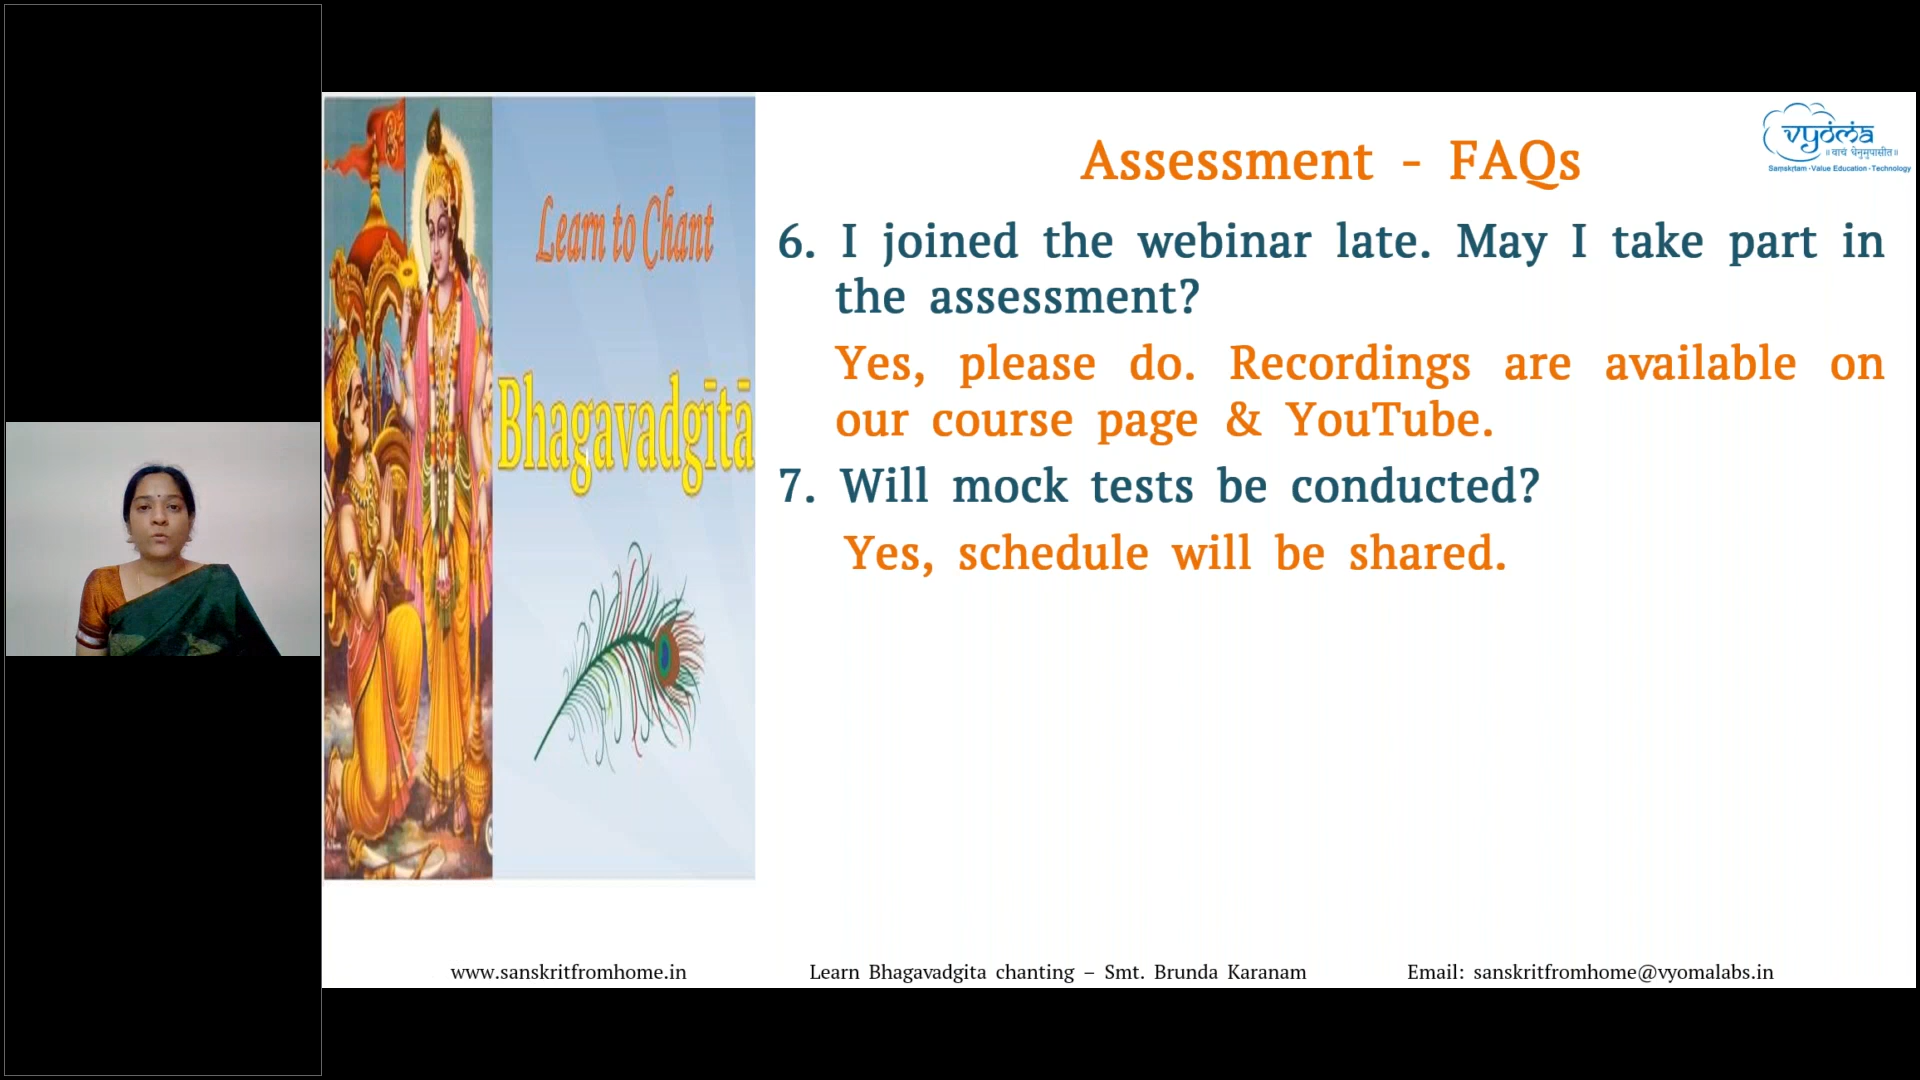 Learn to Chant
Bhagavadgītā
vyoma
॥ वाचं धेनुमुपासीत॥
Saṃskṛtam - Value Education - Technology
Assessment - FAQs
6. I joined the webinar late. May I take part in
the assessment?
Yes, please do. Recordings are available on
our course page & YouTube.
7. Will mock tests be conducted?
Yes, schedule will be shared.
www.sanskritfromhome.in
Learn Bhagavadgita chanting – Smt. Brunda Karanam
Email: sanskritfromhome@vyomalabs.in